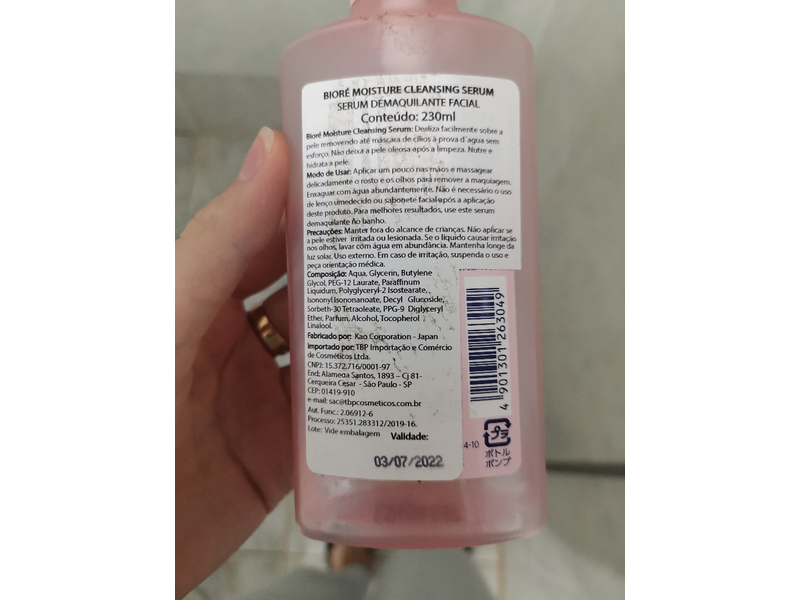 BIORÉ MOISTURE CLEANSING SERUM
SERUM DEMAQUILANTE FACIAL
Conteúdo: 230ml
Bioré Moisture Cleansing Serum: Desliza facilmente sobre a
pele removendo até máscara de cílios à prova d'agua sem
esforço. Não deixa a pele oleosa após a limpeza. Nutre e
hidrata a pele.
Modo de Usar: Aplicar um pouco nas mãos e massagear
delicadamente o rosto e os olhos para remover a maquiagem.
Enxaguar com água abundantemente. Não é necessário o uso
de lenço umedecido ou sabonete facial após a aplicação
deste produto. Para melhores resultados, use este serum
demaquilante no banho.
Precauções: Manter fora do alcance de crianças. Não aplicar se
a pele estiver irritada ou lesionada. Se o líquido causar irritação
nos olhos, lavar com água em abundância. Mantenha longe da
luz solar. Uso externo. Em caso de irritação, suspenda o uso e
peça orientação médica.
Composição: Aqua, Glycerin, Butylene
Glycol, PEG-12 Laurate, Paraffinum
Liquidum, Polyglyceryl-2 Isostearate, ,
Isononyl Isononanoate, Decyl Glucoside,
Sorbeth-30 Tetraoleate, PPG-9 Diglyceryl
Ether, Parfum, Alcohol, Tocopherol
Linalool.
Fabricado por: Kao Corporation - Japan
Importado por: TBP Importação e Comércio
de Cosméticos Ltda.
CNPJ: 15.372.716/0001-97
End: Alameda Santos, 1893 – Cj 81-
Cerqueira Cesar – São Paulo - SP
CEP: 01419-910
e-mail: sac@tbpcosmeticos.com.br
Aut. Func.: 2.06912-6
Processo: 25351.283312/2019-16.
Lote: Vide embalagem Validade:
03/07/2022
4 901301 263049
4-10
プラ
ボトル
ポンプ